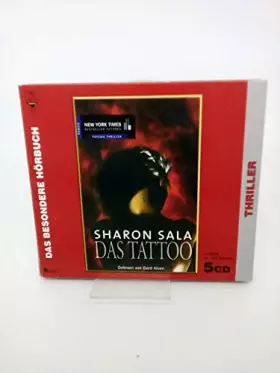 DAS BESONDERE HÖRBUCH
NEW YORK TIMES
BESTSELLER AUTORIN
SHARON SALA
DAS TATTOO
THRILLER
5CD